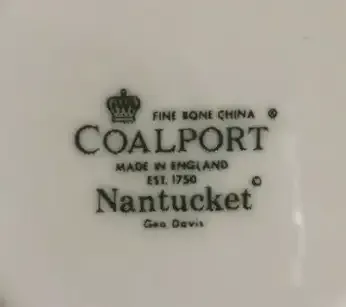 FINE BONE CHINA ®
COALPORT
MADE IN ENGLAND
EST. 1750
Nantucket ©
Geo Davis